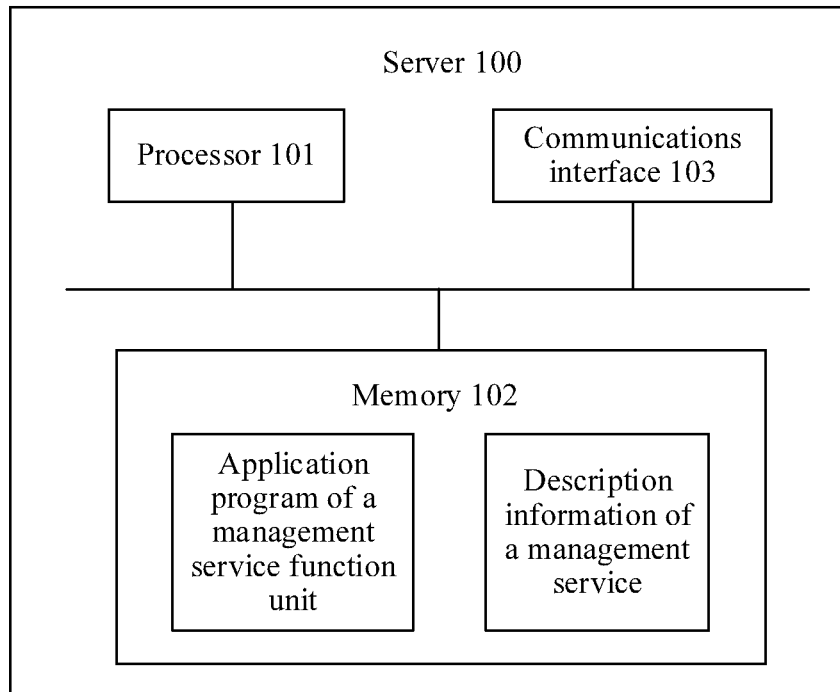 Server 100
Processor 101
Communications
interface 103
Memory 102
Application
program of a
management
service function
unit
Description
information of
a management
service